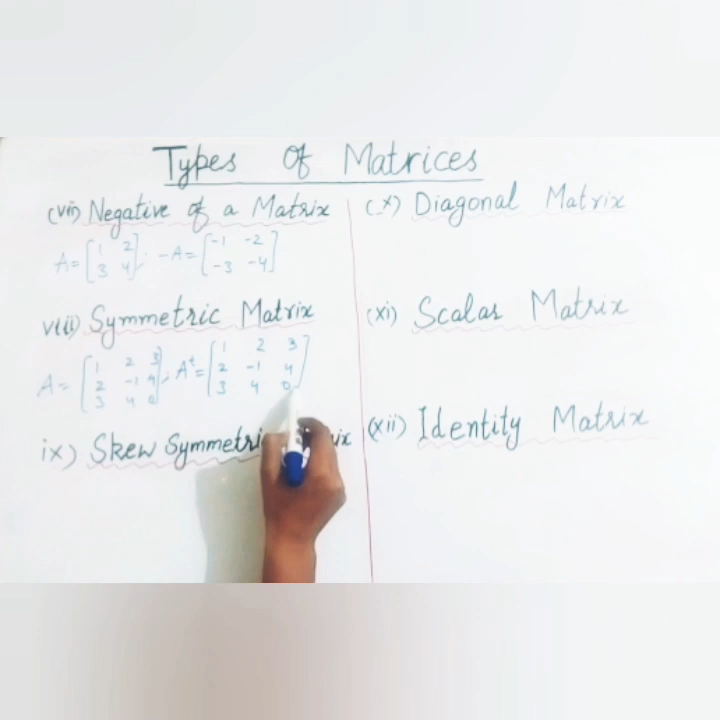 Types Of Matrices
(vii) Negative of a Matrix
A = [1 2
3 4]; -A = [-1 -2
-3 -4]
viii) Symmetric Matrix
A = [1 2 3
2 -1 4
3 4 0], Aᵗ = [1 2 3
2 -1 4
3 4 0]
ix) Skew Symmetri
(x) Diagonal Matrix
(xi) Scalar Matrix
(xii) Identity Matrix